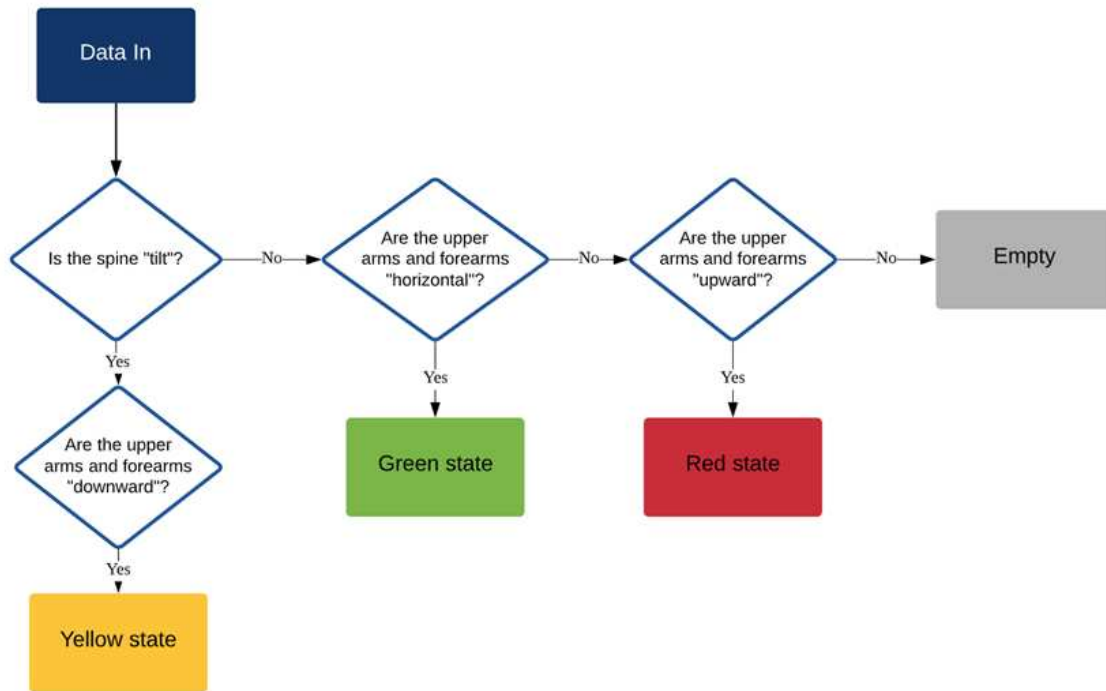 Data In
Is the spine "tilt"?
No
Are the upper
arms and forearms
"horizontal"?
No
Are the upper
arms and forearms
"upward"?
No
Empty
Yes
Yes
Yes
Are the upper
arms and forearms
"downward"?
Green state
Red state
Yes
Yellow state